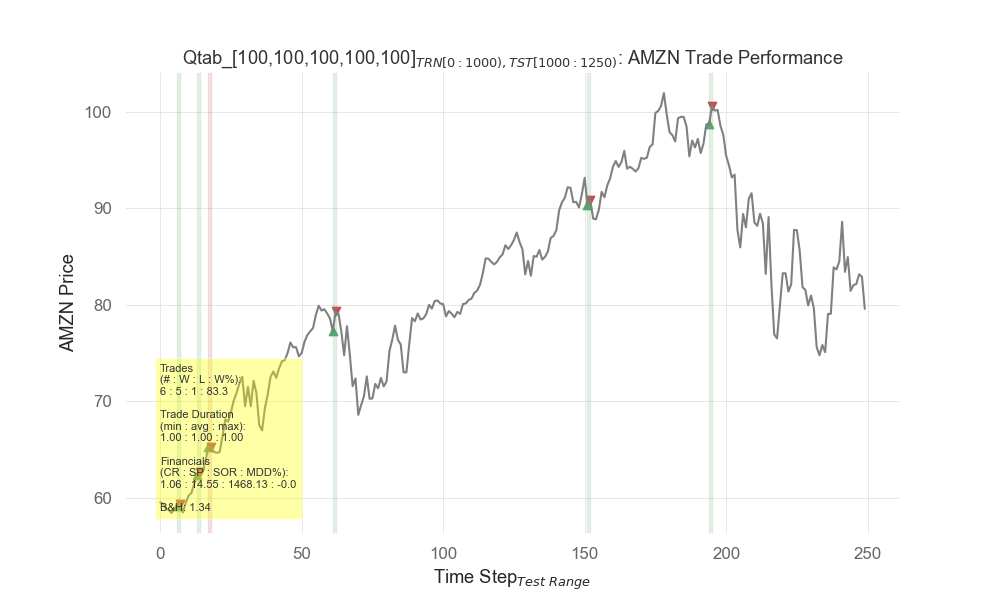 Qtab_[100,100,100,100,100]TRN[0:1000), TST[1000:1250): AMZN Trade Performance
AMZN Price
100
90
80
70
60
Trades
(# : W : L : W%):
6 : 5 : 1 : 83.3
Trade Duration
(min : avg : max):
1.00 : 1.00 : 1.00
Financials
(CR : SP : SOR : MDD%):
1.06 : 14.55 : 1468.13 : -0.0
B&H: 1.34
0 50 100 150 200 250
Time StepTest Range